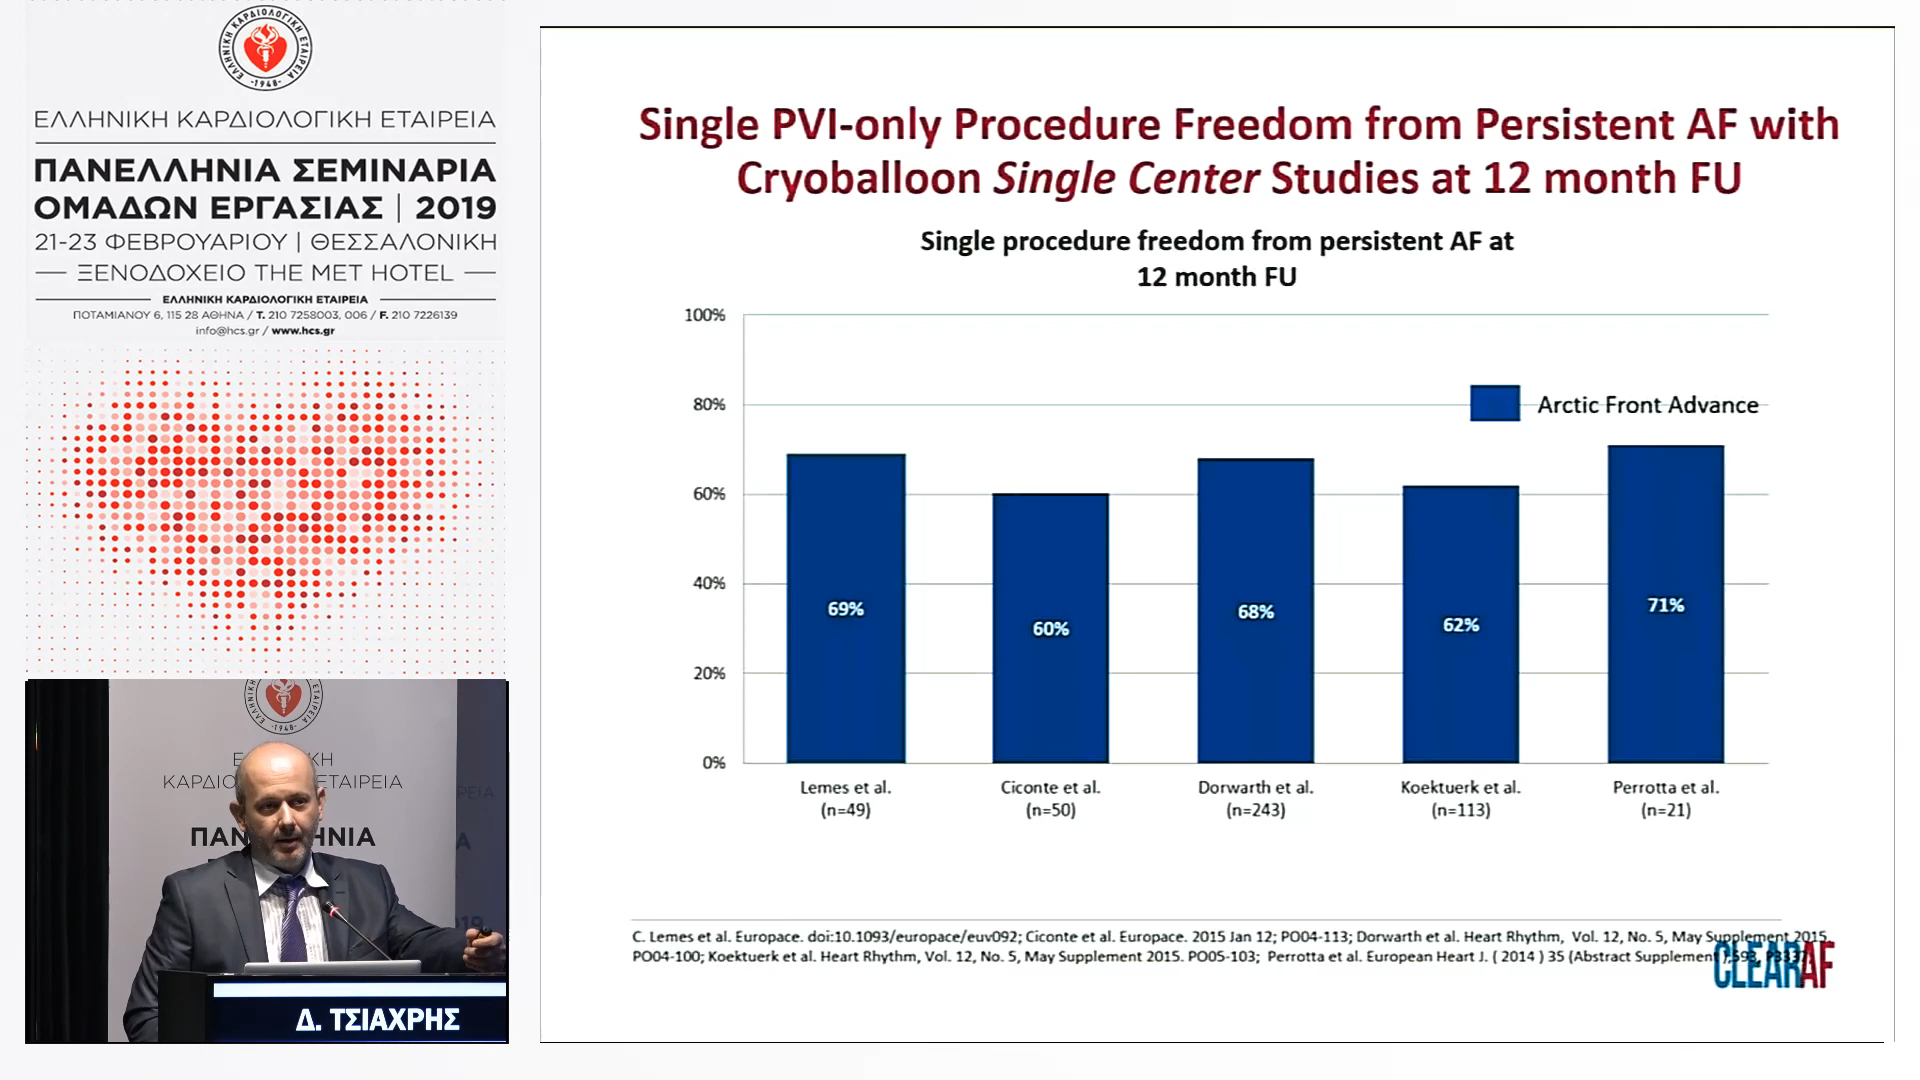 ΕΛΛΗΝΙΚΗ ΚΑΡΔΙΟΛΟΓΙΚΗ ΕΤΑΙΡΕΙΑ
-1948-
ΕΛΛΗΝΙΚΗ ΚΑΡΔΙΟΛΟΓΙΚΗ ΕΤΑΙΡΕΙΑ
ΠΑΝΕΛΛΗΝΙΑ ΣΕΜΙΝΑΡΙΑ
ΟΜΑΔΩΝ ΕΡΓΑΣΙΑΣ | 2019
21-23 ΦΕΒΡΟΥΑΡΙΟΥ | ΘΕΣΣΑΛΟΝΙΚΗ
ΞΕΝΟΔΟΧΕΙΟ THE MET HOTEL
ΕΛΛΗΝΙΚΗ ΚΑΡΔΙΟΛΟΓΙΚΗ ΕΤΑΙΡΕΙΑ
ΠΟΤΑΜΙΑΝΟΥ 6, 115 28 ΑΘΗΝΑ / Τ. 210 7258003, 006 / F. 210 7226139
info@hcs.gr / www.hcs.gr
-1948-
ΚΑΡΔΙΟ ΕΤΑΙΡΕΙΑ
ΠΑΝ ΗΝΙΑ
Δ. ΤΣΙΑΧΡΗΣ
Single PVI-only Procedure Freedom from Persistent AF with
Cryoballoon Single Center Studies at 12 month FU
Single procedure freedom from persistent AF at
12 month FU
100%
80%
60%
40%
20%
0%
Arctic Front Advance
69%
60%
68%
62%
71%
Lemes et al.
(n=49)
Ciconte et al.
(n=50)
Dorwarth et al.
(n=243)
Koektuerk et al.
(n=113)
Perrotta et al.
(n=21)
C. Lemes et al. Europace. doi:10.1093/europace/euv092; Ciconte et al. Europace. 2015 Jan 12; PO04-113; Dorwarth et al. Heart Rhythm, Vol. 12, No. 5, May Supplement 2015.
PO04-100; Koektuerk et al. Heart Rhythm, Vol. 12, No. 5, May Supplement 2015. PO05-103; Perrotta et al. European Heart J. ( 2014 ) 35 (Abstract Supplement
CLEARAF